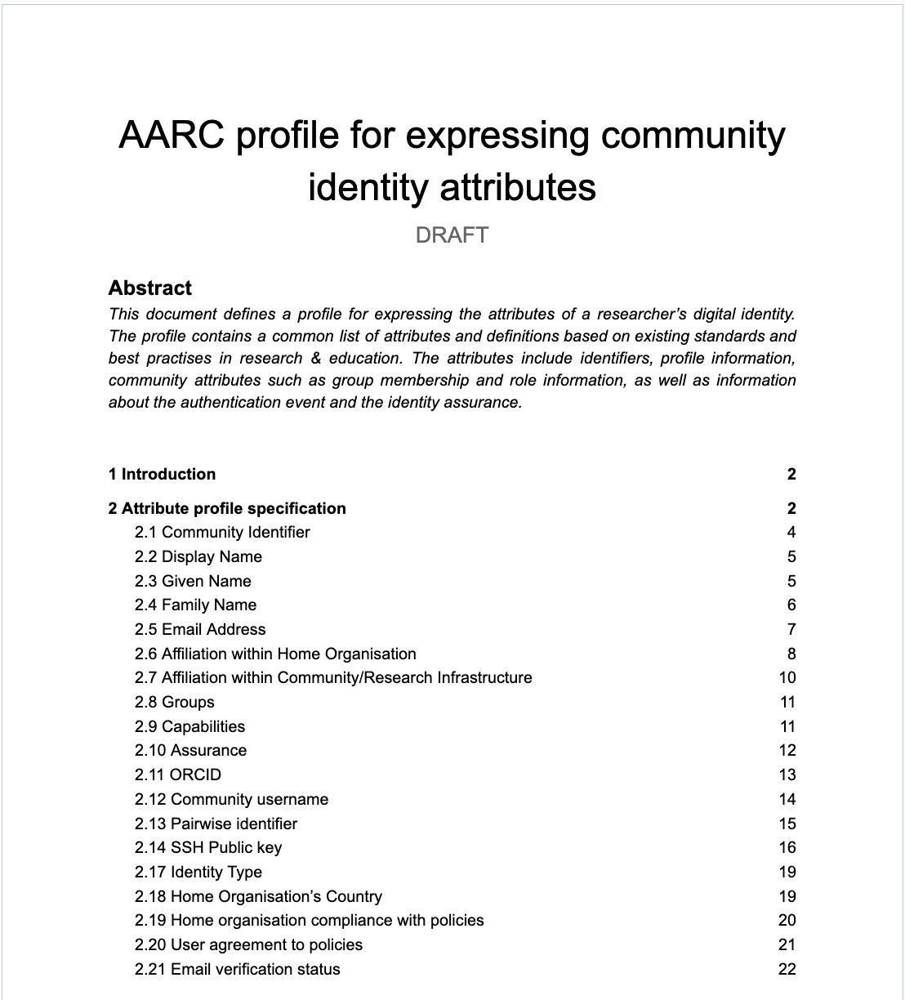 AARC profile for expressing community
identity attributes
DRAFT
Abstract
This document defines a profile for expressing the attributes of a researcher's digital identity.
The profile contains a common list of attributes and definitions based on existing standards and
best practises in research & education. The attributes include identifiers, profile information,
community attributes such as group membership and role information, as well as information
about the authentication event and the identity assurance.
1 Introduction 2
2 Attribute profile specification 2
2.1 Community Identifier 4
2.2 Display Name 5
2.3 Given Name 5
2.4 Family Name 6
2.5 Email Address 7
2.6 Affiliation within Home Organisation 8
2.7 Affiliation within Community/Research Infrastructure 10
2.8 Groups 11
2.9 Capabilities 11
2.10 Assurance 12
2.11 ORCID 13
2.12 Community username 14
2.13 Pairwise identifier 15
2.14 SSH Public key 16
2.17 Identity Type 19
2.18 Home Organisation's Country 19
2.19 Home organisation compliance with policies 20
2.20 User agreement to policies 21
2.21 Email verification status 22